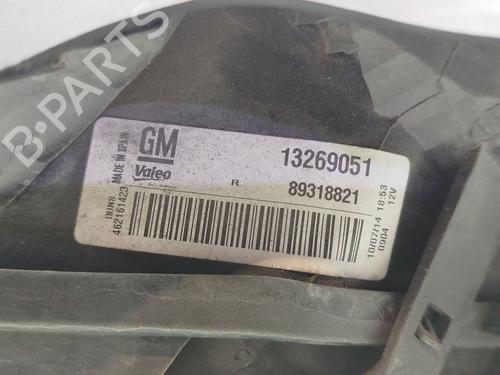 B-PARTS
GM
Valeo
MADE IN SPAIN
DUNS
462161423
R
13269051
89318821
10/07/14 18:53
0904 12V